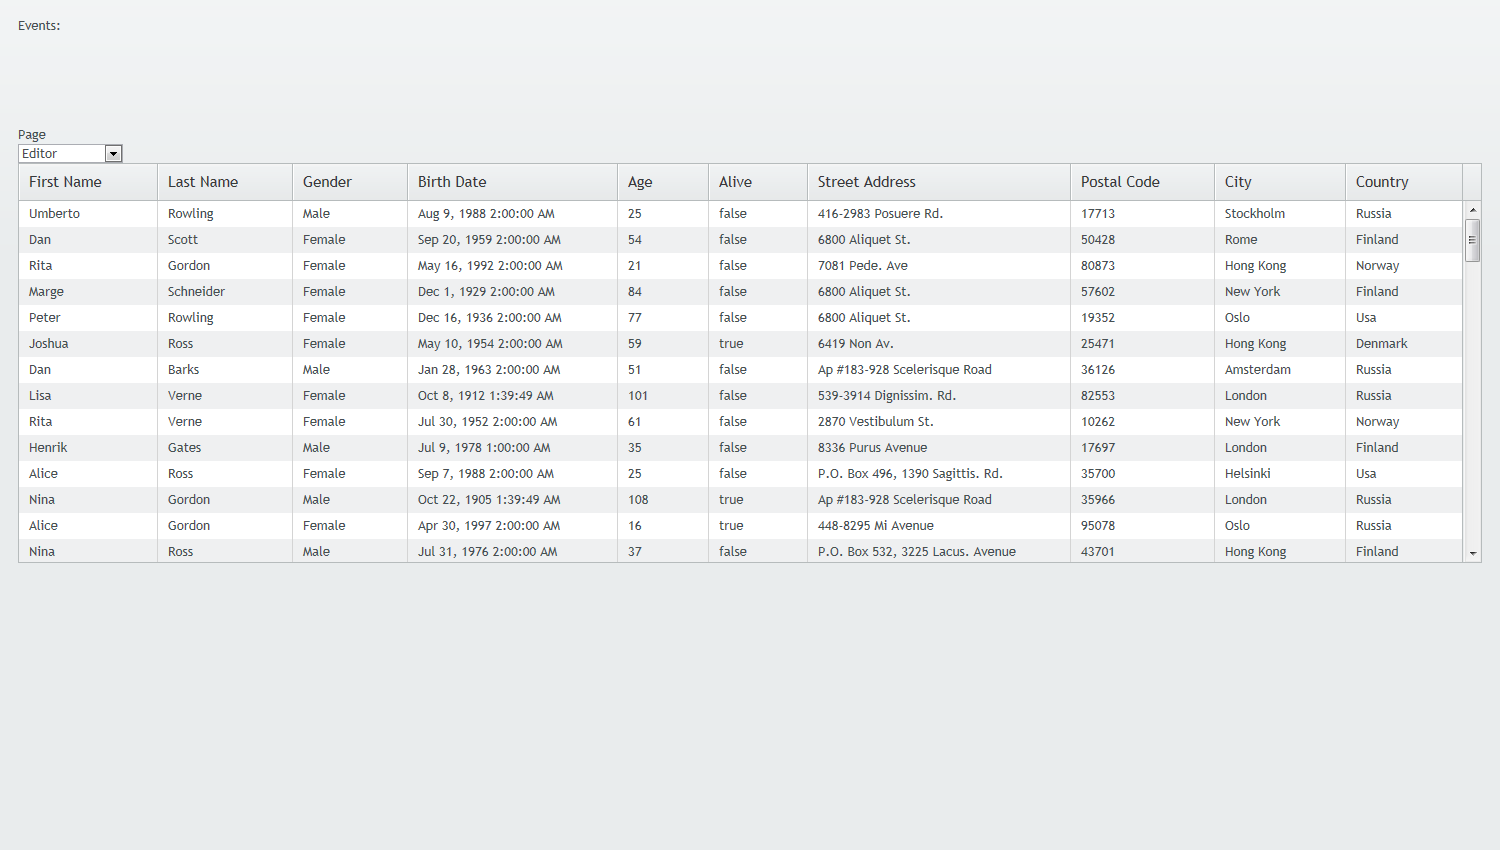 Events:
Page
Editor
First Name Last Name Gender Birth Date Age Alive Street Address Postal Code City Country
Umberto Rowling Male Aug 9, 1988 2:00:00 AM 25 false 416-2983 Posuere Rd. 17713 Stockholm Russia
Dan Scott Female Sep 20, 1959 2:00:00 AM 54 false 6800 Aliquet St. 50428 Rome Finland
Rita Gordon Female May 16, 1992 2:00:00 AM 21 false 7081 Pede. Ave 80873 Hong Kong Norway
Marge Schneider Female Dec 1, 1929 2:00:00 AM 84 false 6800 Aliquet St. 57602 New York Finland
Peter Rowling Female Dec 16, 1936 2:00:00 AM 77 false 6800 Aliquet St. 19352 Oslo Usa
Joshua Ross Female May 10, 1954 2:00:00 AM 59 true 6419 Non Av. 25471 Hong Kong Denmark
Dan Barks Male Jan 28, 1963 2:00:00 AM 51 false Ap #183-928 Scelerisque Road 36126 Amsterdam Russia
Lisa Verne Female Oct 8, 1912 1:39:49 AM 101 false 539-3914 Dignissim. Rd. 82553 London Russia
Rita Verne Female Jul 30, 1952 2:00:00 AM 61 false 2870 Vestibulum St. 10262 New York Norway
Henrik Gates Male Jul 9, 1978 1:00:00 AM 35 false 8336 Purus Avenue 17697 London Finland
Alice Ross Female Sep 7, 1988 2:00:00 AM 25 false P.O. Box 496, 1390 Sagittis. Rd. 35700 Helsinki Usa
Nina Gordon Male Oct 22, 1905 1:39:49 AM 108 true Ap #183-928 Scelerisque Road 35966 London Russia
Alice Gordon Female Apr 30, 1997 2:00:00 AM 16 true 448-8295 Mi Avenue 95078 Oslo Russia
Nina Ross Male Jul 31, 1976 2:00:00 AM 37 false P.O. Box 532, 3225 Lacus. Avenue 43701 Hong Kong Finland